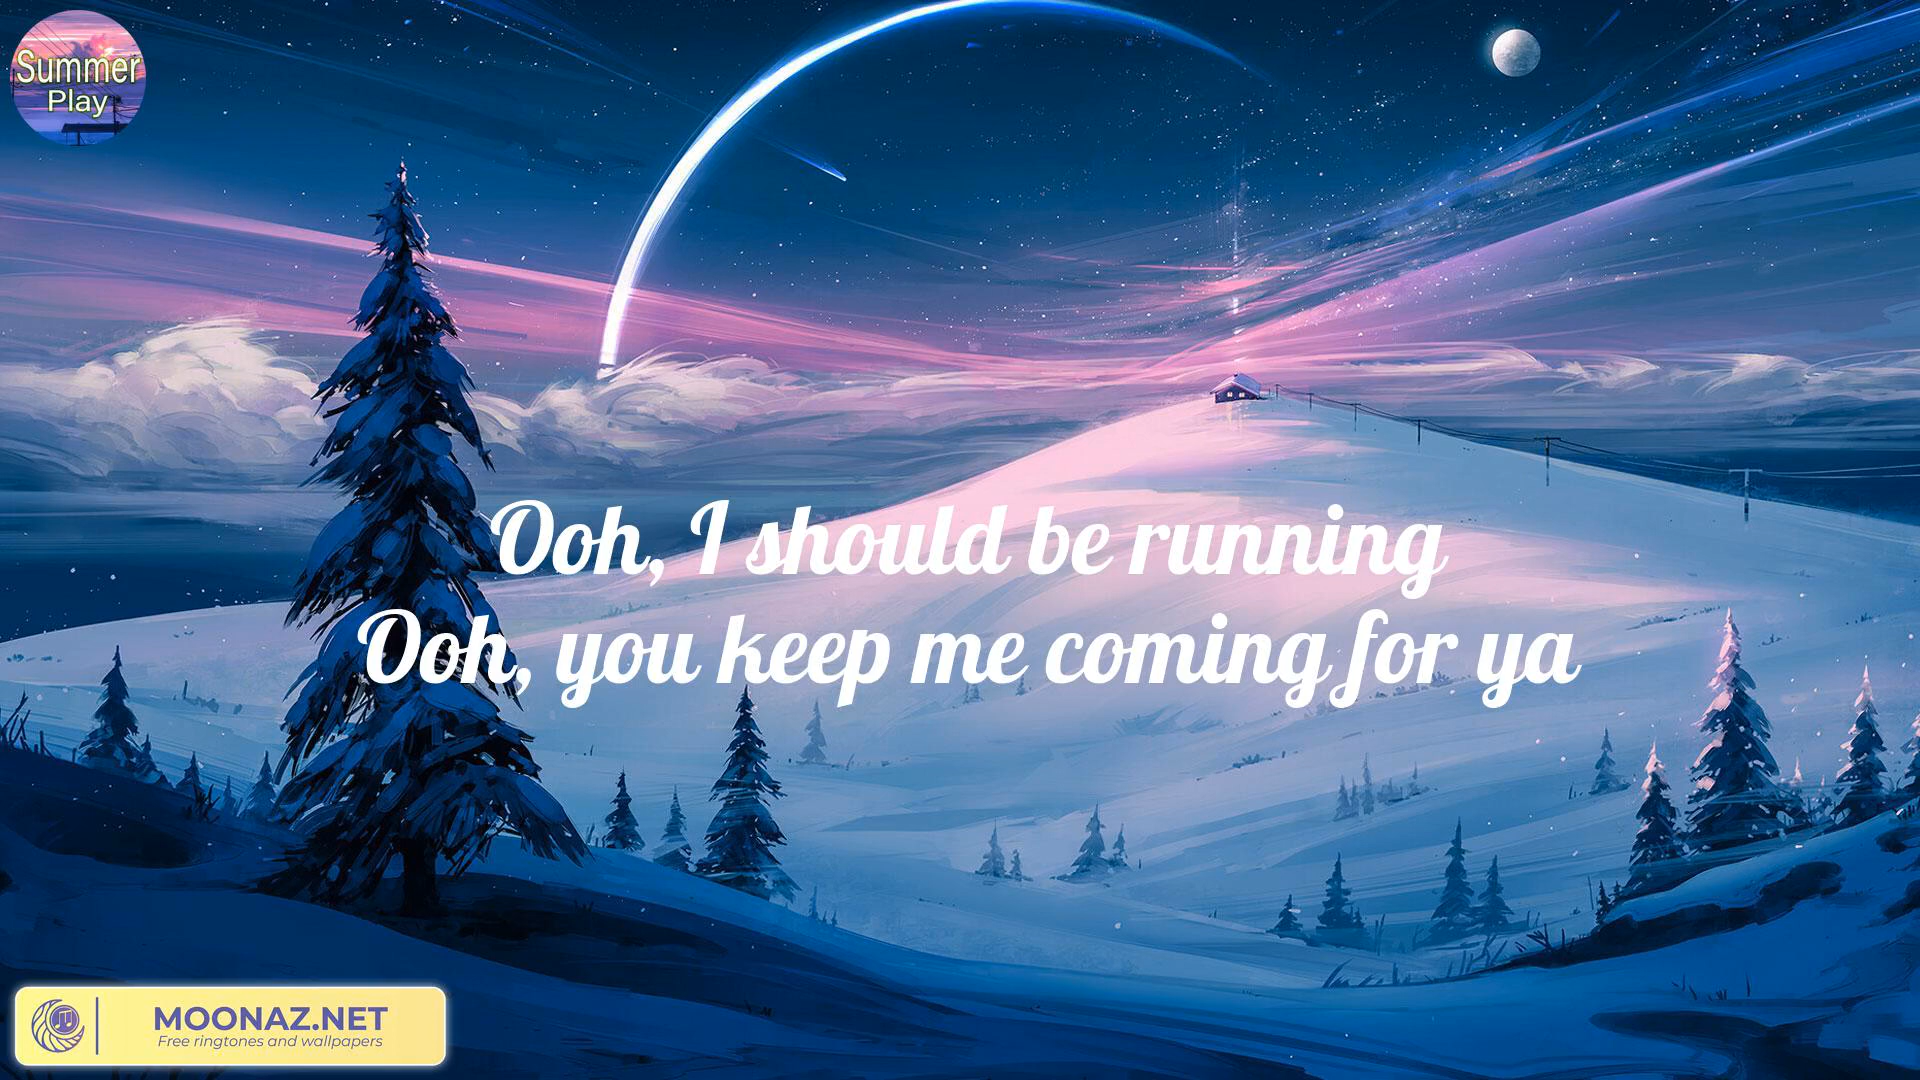 Summer
Play
Ooh, I should be running
Ooh, you keep me coming for ya
MOONAZ.NET
Free ringtones and wallpapers